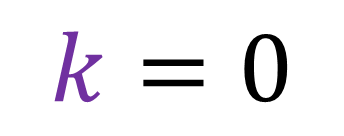 k = 0